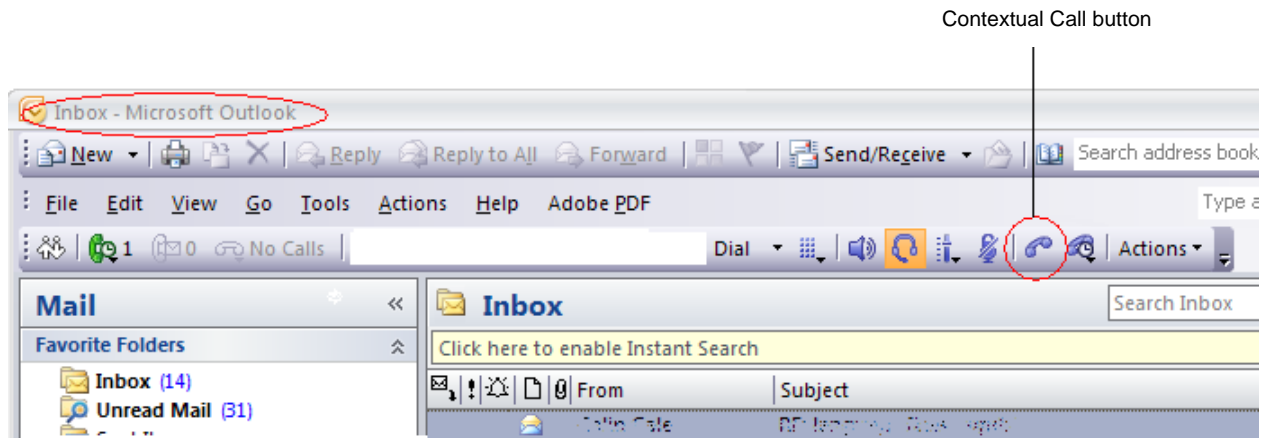 Contextual Call button
Inbox - Microsoft Outlook
New Reply Reply to All Forward Send/Receive Search address book
File Edit View Go Tools Actions Help Adobe PDF Type a
1 0 No Calls Dial Actions
Mail Inbox Search Inbox
Favorite Folders Click here to enable Instant Search
Inbox (14) From Subject
Unread Mail (31)